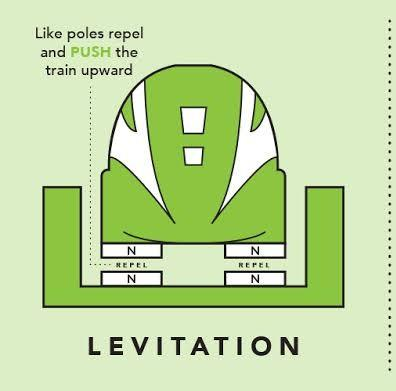 Like poles repel
and PUSH the
train upward
N N
REPEL REPEL
N N
LEVITATION